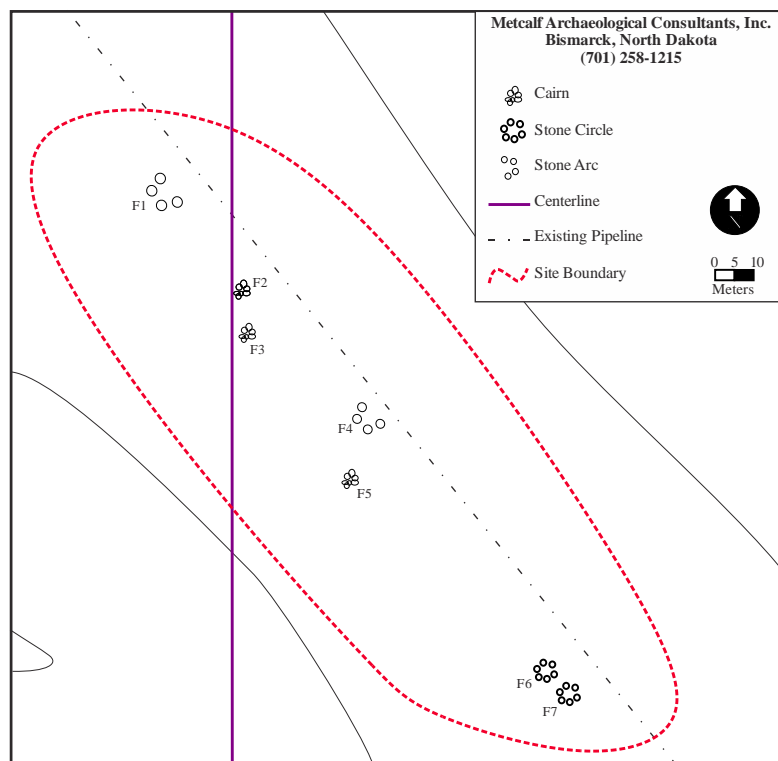 Metcalf Archaeological Consultants, Inc.
Bismarck, North Dakota
(701) 258-1215
Cairn
Stone Circle
Stone Arc
Centerline
Existing Pipeline
Site Boundary
0 5 10
Meters
F1
F2
F3
F4
F5
F6
F7